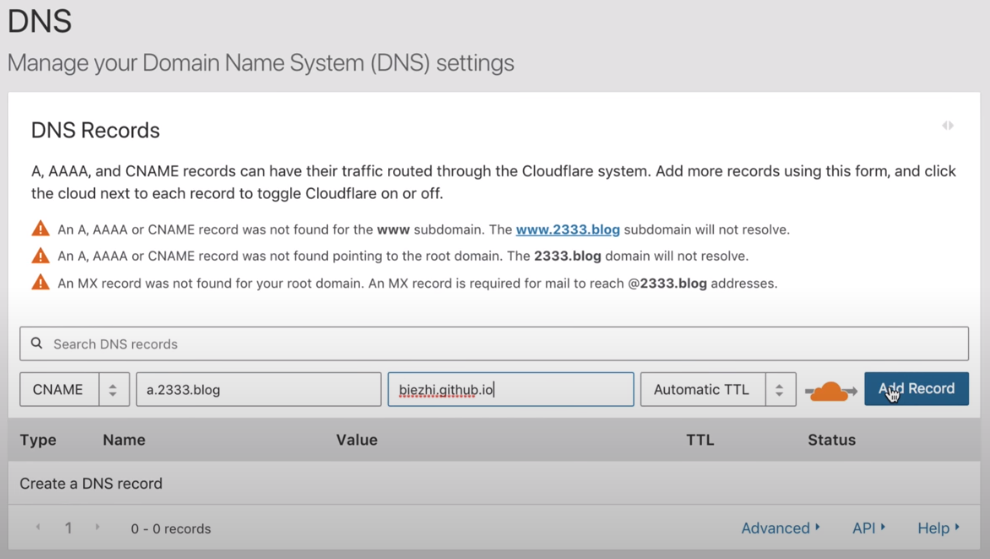 DNS
Manage your Domain Name System (DNS) settings
DNS Records
A, AAAA, and CNAME records can have their traffic routed through the Cloudflare system. Add more records using this form, and click
the cloud next to each record to toggle Cloudflare on or off.
An A, AAAA or CNAME record was not found for the www subdomain. The www.2333.blog subdomain will not resolve.
An A, AAAA or CNAME record was not found pointing to the root domain. The 2333.blog domain will not resolve.
An MX record was not found for your root domain. An MX record is required for mail to reach @2333.blog addresses.
Search DNS records
CNAME a.2333.blog biezhi.github.io Automatic TTL Add Record
Type Name Value TTL Status
Create a DNS record
1 0 - 0 records Advanced API Help